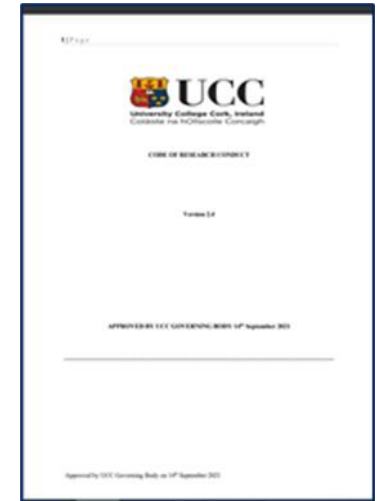 1 | P a g e
UCC
University College Cork, Ireland
Coláiste na hOllscoile Corcaigh
CODE OF RESEARCH CONDUCT
Version 2.4
APPROVED BY UCC GOVERNING BODY 14th September 2021
Approved by UCC Governing Body on 14th September 2021